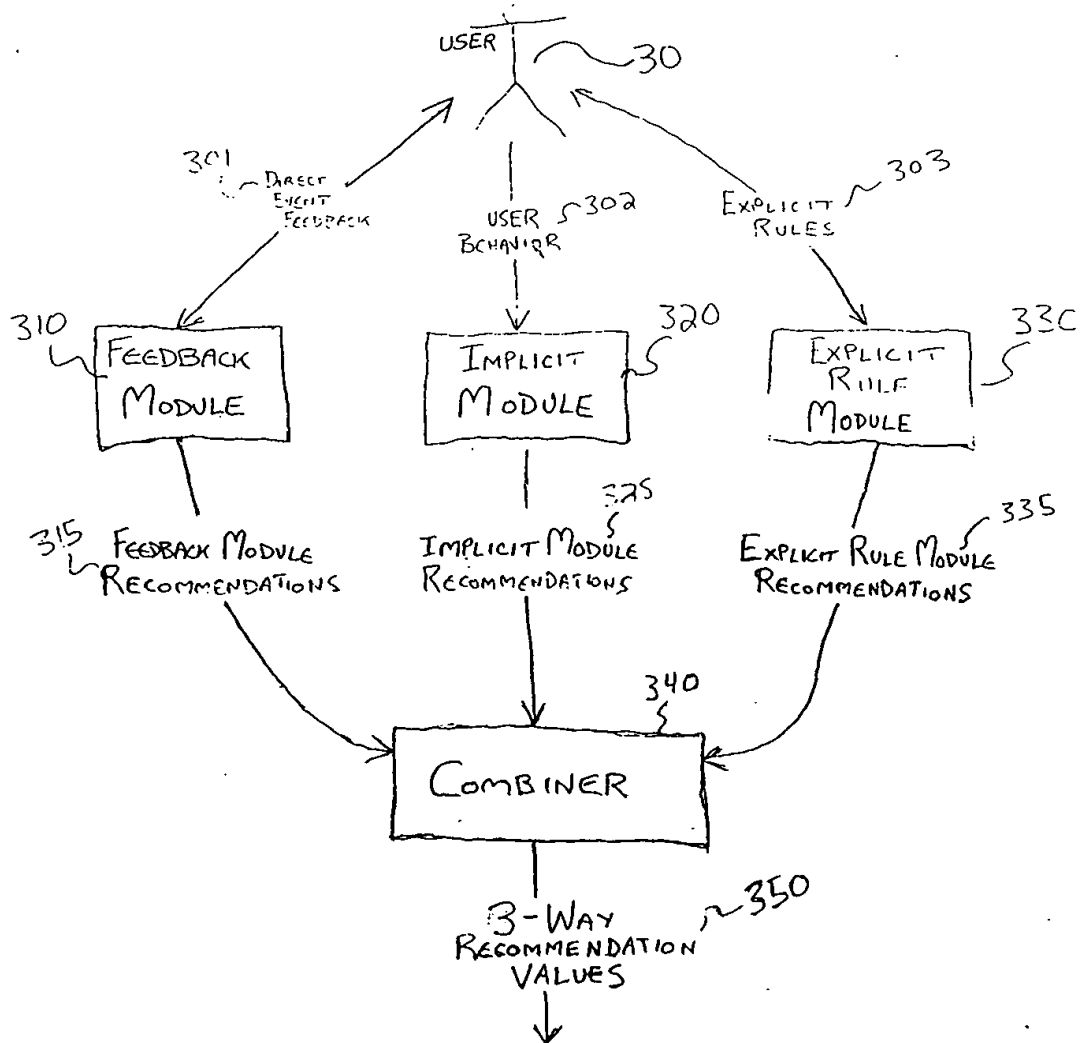 USER
30
301
DIRECT
EVENT
FEEDBACK
USER
BEHAVIOR
302
EXPLICIT
RULES
303
310
FEEDBACK
MODULE
320
IMPLICIT
MODULE
330
EXPLICIT
RULE
MODULE
315
FEEDBACK MODULE
RECOMMENDATIONS
325
IMPLICIT MODULE
RECOMMENDATIONS
335
EXPLICIT RULE MODULE
RECOMMENDATIONS
340
COMBINER
3-WAY
RECOMMENDATION
VALUES
350